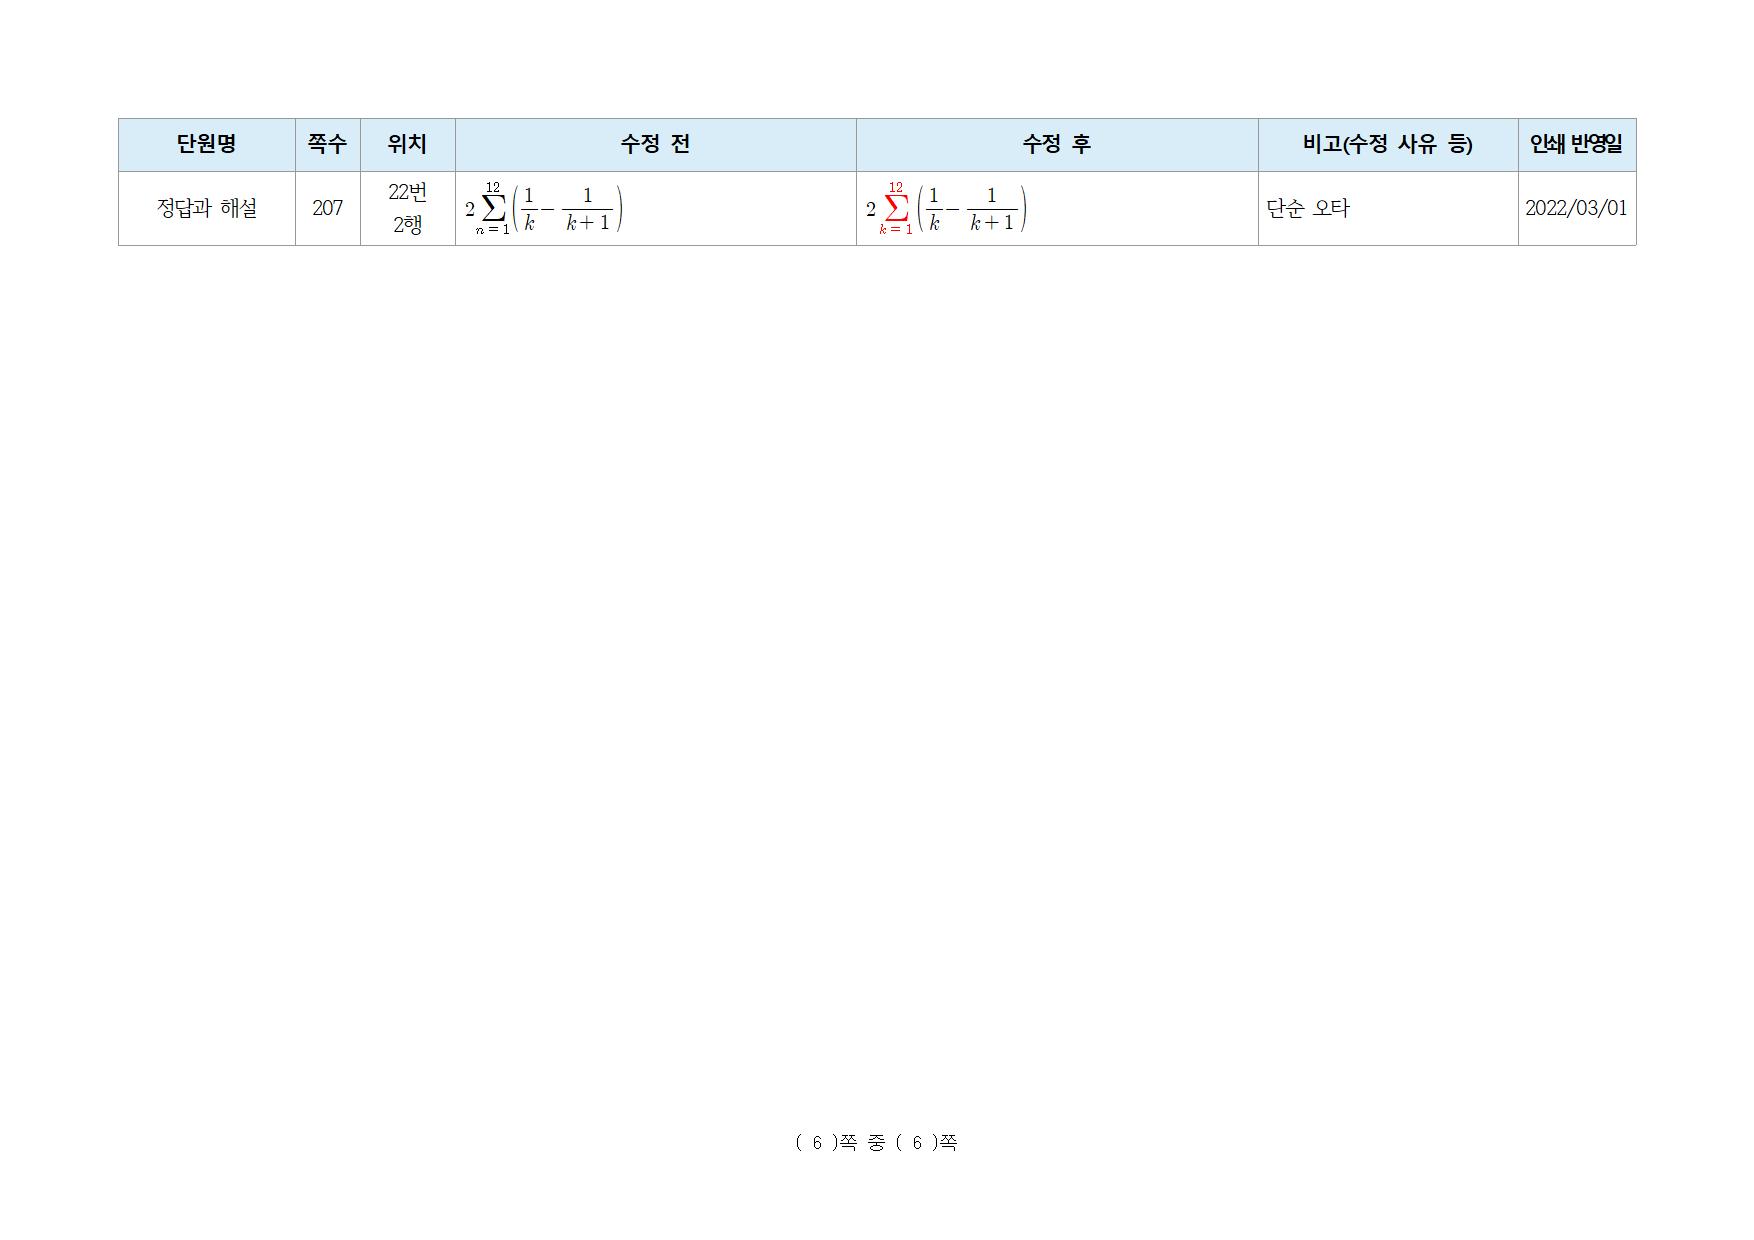 단원명 쪽수 위치 수정 전 수정 후 비고(수정 사유 등) 인쇄 반영일
정답과 해설 207 22번 2행 $2\sum_{n=1}^{12}\left(\frac{1}{k}-\frac{1}{k+1}\right)$ $2\sum_{k=1}^{12}\left(\frac{1}{k}-\frac{1}{k+1}\right)$ 단순 오타 2022/03/01
( 6 )쪽 중 ( 6 )쪽